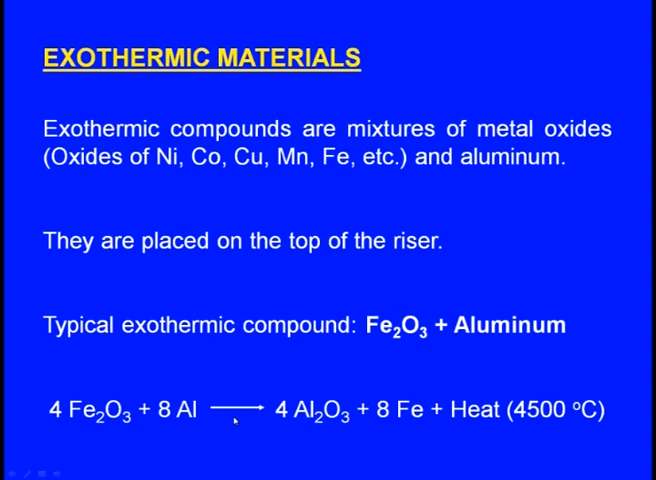 EXOTHERMIC MATERIALS
Exothermic compounds are mixtures of metal oxides
(Oxides of Ni, Co, Cu, Mn, Fe, etc.) and aluminum.
They are placed on the top of the riser.
Typical exothermic compound: Fe₂O₃ + Aluminum
4 Fe₂O₃ + 8 Al ⟶ 4 Al₂O₃ + 8 Fe + Heat (4500 ºC)